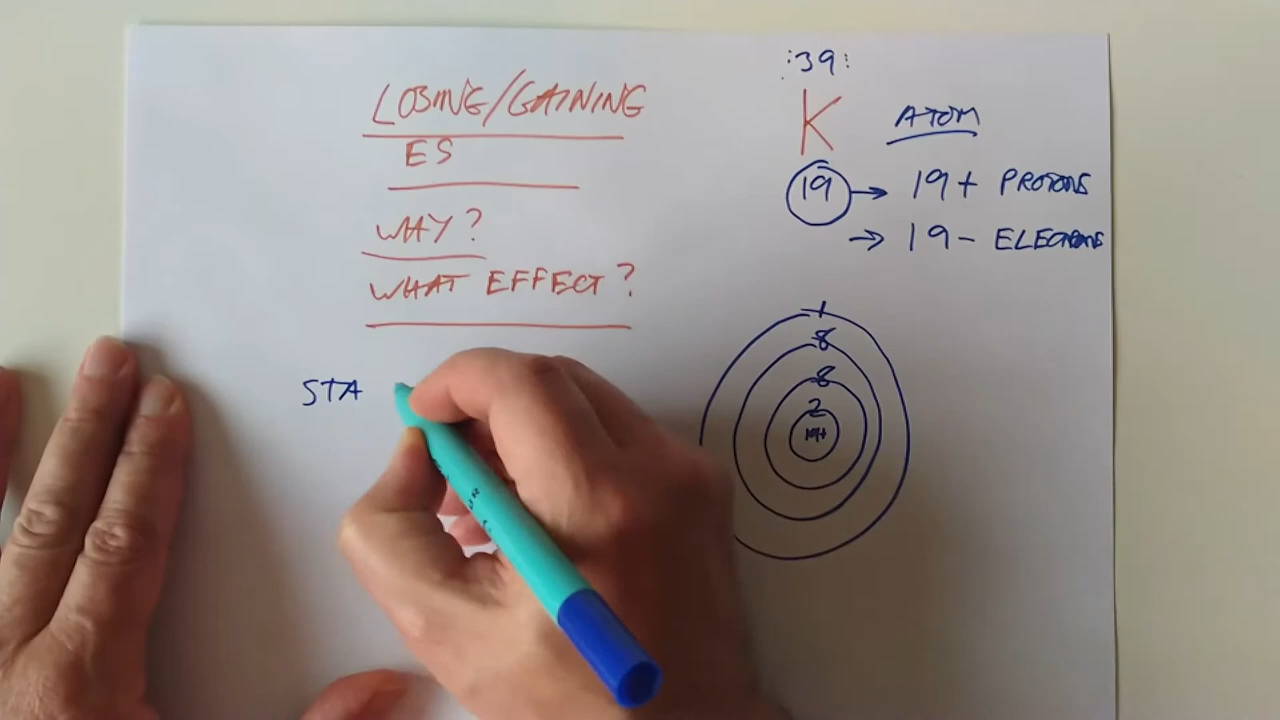 LOSING/GAINING
ES
WHY?
WHAT EFFECT?
:39:
K ATOM
19 → 19+ PROTONS
→ 19- ELECTRONS
1
8
8
2
19+
STA